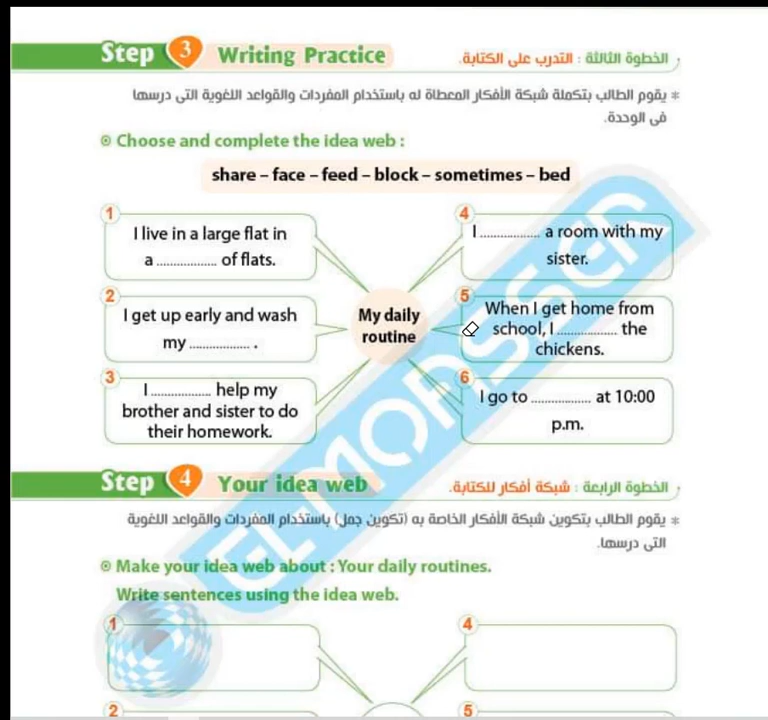 Step 3 Writing Practice
الخطوة الثالثة : التدرب على الكتابة.
* يقوم الطالب بتكملة شبكة الأفكار المعطاة له باستخدام المفردات والقواعد اللغوية التى درسها
فى الوحدة.
Choose and complete the idea web :
share – face – feed – block – sometimes – bed
1
I live in a large flat in
a .................. of flats.
2
I get up early and wash
my .................. .
3
I .................. help my
brother and sister to do
their homework.
My daily
routine
4
I .................. a room with my
sister.
5
When I get home from
school, I .................. the
chickens.
6
I go to .................. at 10:00
p.m.
Step 4 Your idea web
الخطوة الرابعة : شبكة أفكار للكتابة.
* يقوم الطالب بتكوين شبكة الأفكار الخاصة به (تكوين جمل) باستخدام المفردات والقواعد اللغوية
التى درسها.
Make your idea web about : Your daily routines.
Write sentences using the idea web.
1
4
2
5
EL-MOASSER